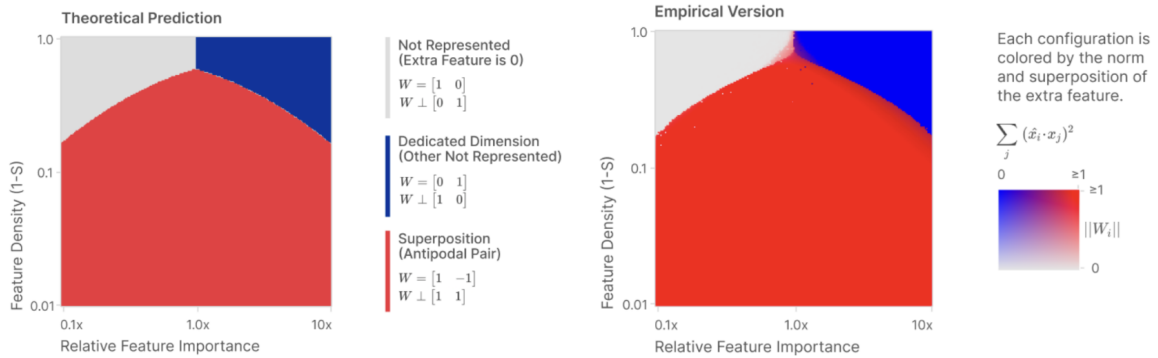 Theoretical Prediction
1.0
0.1
0.01
Feature Density (1-S)
0.1x 1.0x 10x
Relative Feature Importance
Not Represented
(Extra Feature is 0)
W = [1 0]
W ⊥ [0 1]
Dedicated Dimension
(Other Not Represented)
W = [0 1]
W ⊥ [1 0]
Superposition
(Antipodal Pair)
W = [1 −1]
W ⊥ [1 1]
Empirical Version
1.0
0.1
0.01
Feature Density (1-S)
0.1x 1.0x 10x
Relative Feature Importance
Each configuration is
colored by the norm
and superposition of
the extra feature.
∑_j (x̂_i·x_j)²
0 ≥1
≥1
||W_i||
0